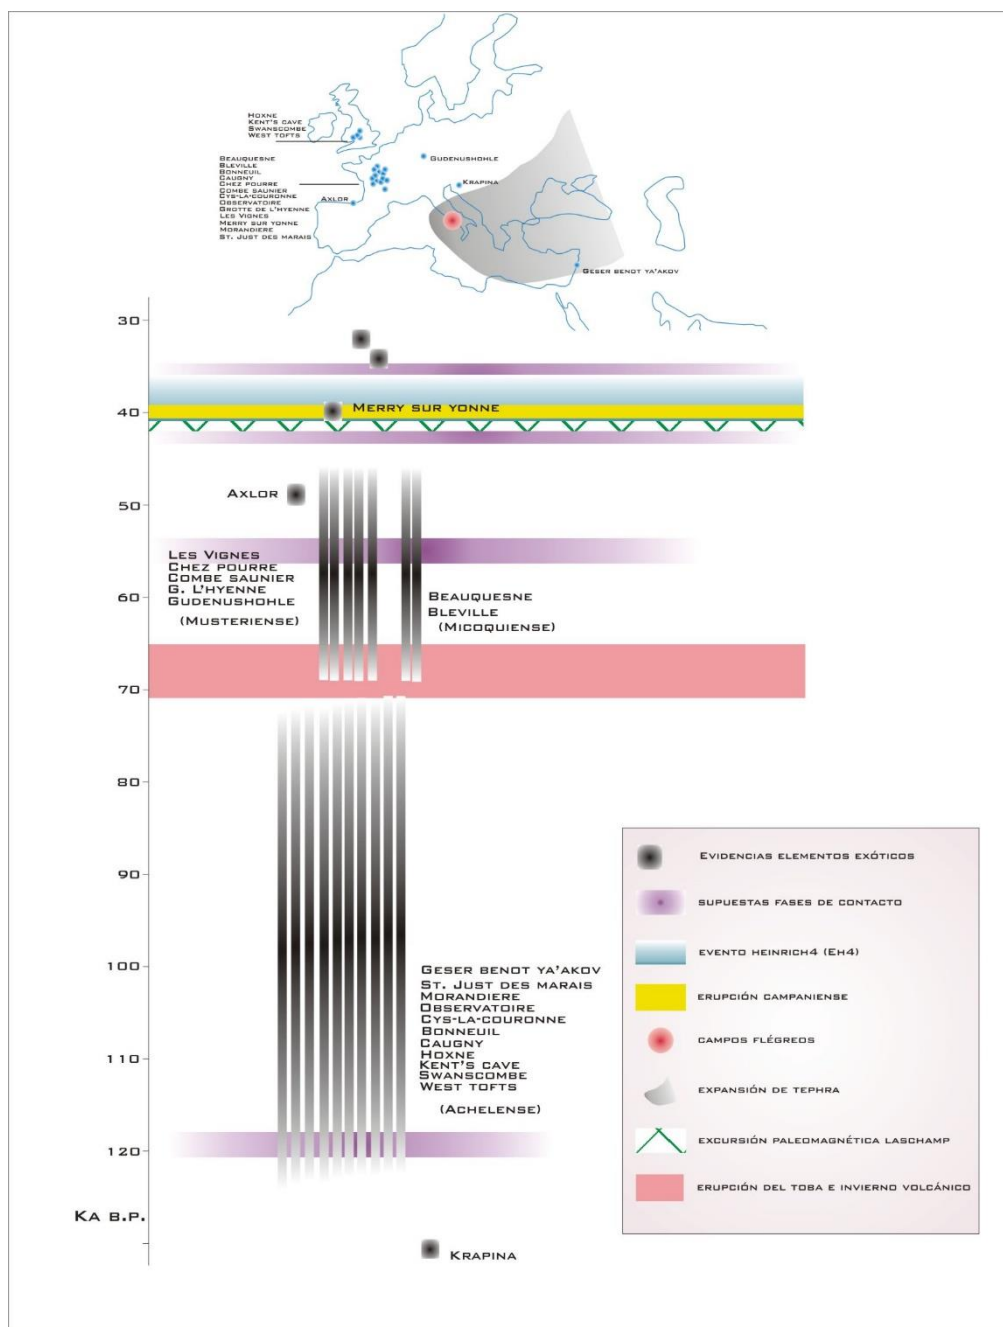 HOXNE
KENT'S CAVE
SWANSCOMBE
WEST TOFTS
BEAUQUESNE
BLEVILLE
BONNEUIL
CAUGNY
CHEZ POURRE
COMBE SAUNIER
CYS-LA-COURONNE
OBSERVATOIRE
GROTTE DE L'HYENNE
LES VIGNES
MERRY SUR YONNE
MORANDIERE
ST. JUST DES MARAIS
AXLOR
GUDENUSHOHLE
KRAPINA
GESER BENOT YA'AKOV
30
40
50
60
70
80
90
100
110
120
KA B.P.
MERRY SUR YONNE
AXLOR
LES VIGNES
CHEZ POURRE
COMBE SAUNIER
G. L'HYENNE
GUDENUSHOHLE
(MUSTERIENSE)
BEAUQUESNE
BLEVILLE
(MICOQUIENSE)
GESER BENOT YA'AKOV
ST. JUST DES MARAIS
MORANDIERE
OBSERVATOIRE
CYS-LA-COURONNE
BONNEUIL
CAUGNY
HOXNE
KENT'S CAVE
SWANSCOMBE
WEST TOFTS
(ACHELENSE)
KRAPINA
EVIDENCIAS ELEMENTOS EXÓTICOS
SUPUESTAS FASES DE CONTACTO
EVENTO HEINRICH4 (EH4)
ERUPCIÓN CAMPANIENSE
CAMPOS FLÉGREOS
EXPANSIÓN DE TEPHRA
EXCURSIÓN PALEOMAGNÉTICA LASCHAMP
ERUPCIÓN DEL TOBA E INVIERNO VOLCÁNICO